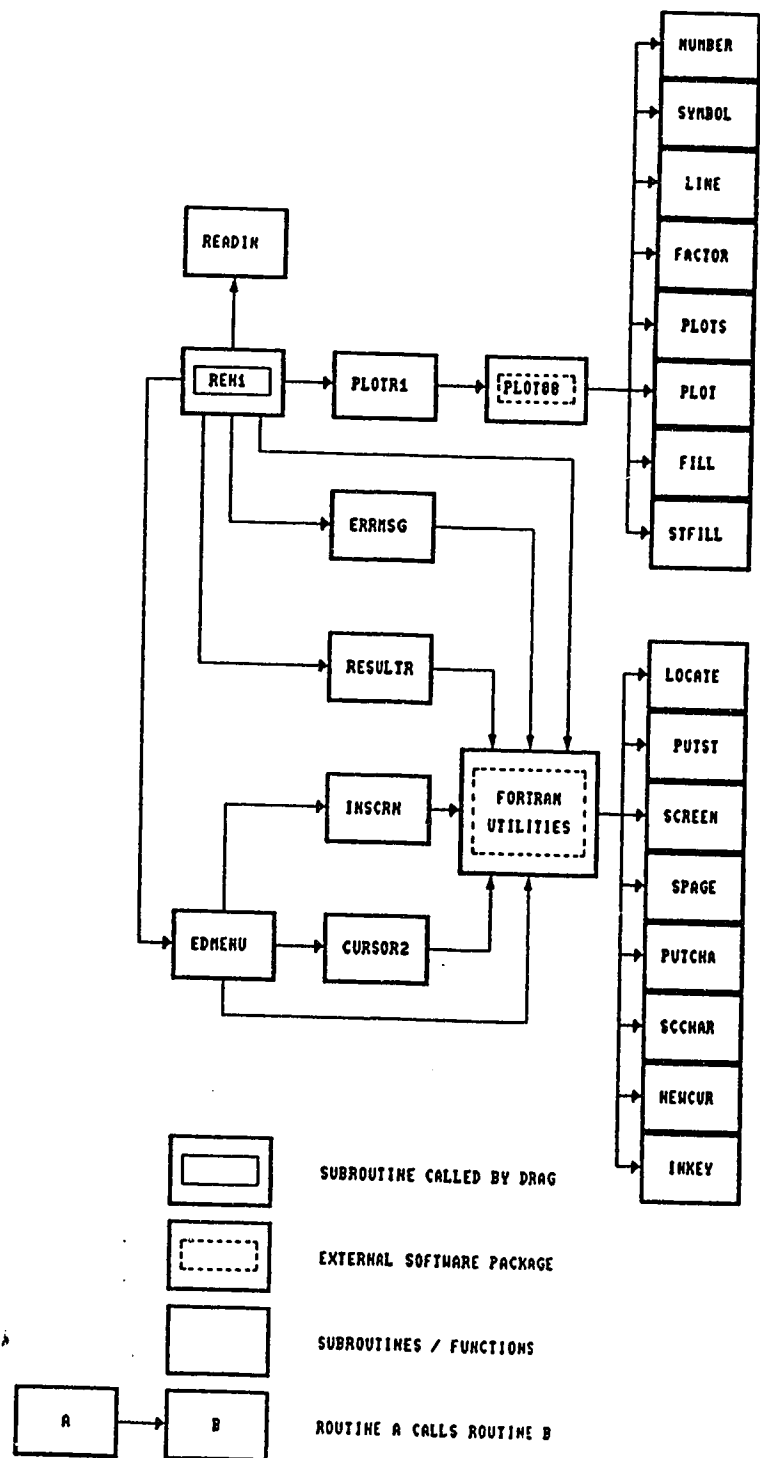 NUMBER
SYMBOL
LINE
FACTOR
PLOTS
PLOT
FILL
STFILL
READIN
REH1
PLOTR1
PLOT88
ERRMSG
RESULTR
INSCRN
FORTRAN
UTILITIES
EDMENU
CURSOR2
LOCATE
PUTST
SCREEN
SPAGE
PUTCHA
SCCHAR
NEWCUR
INKEY
SUBROUTINE CALLED BY DRAG
EXTERNAL SOFTWARE PACKAGE
SUBROUTINES / FUNCTIONS
A
B
ROUTINE A CALLS ROUTINE B